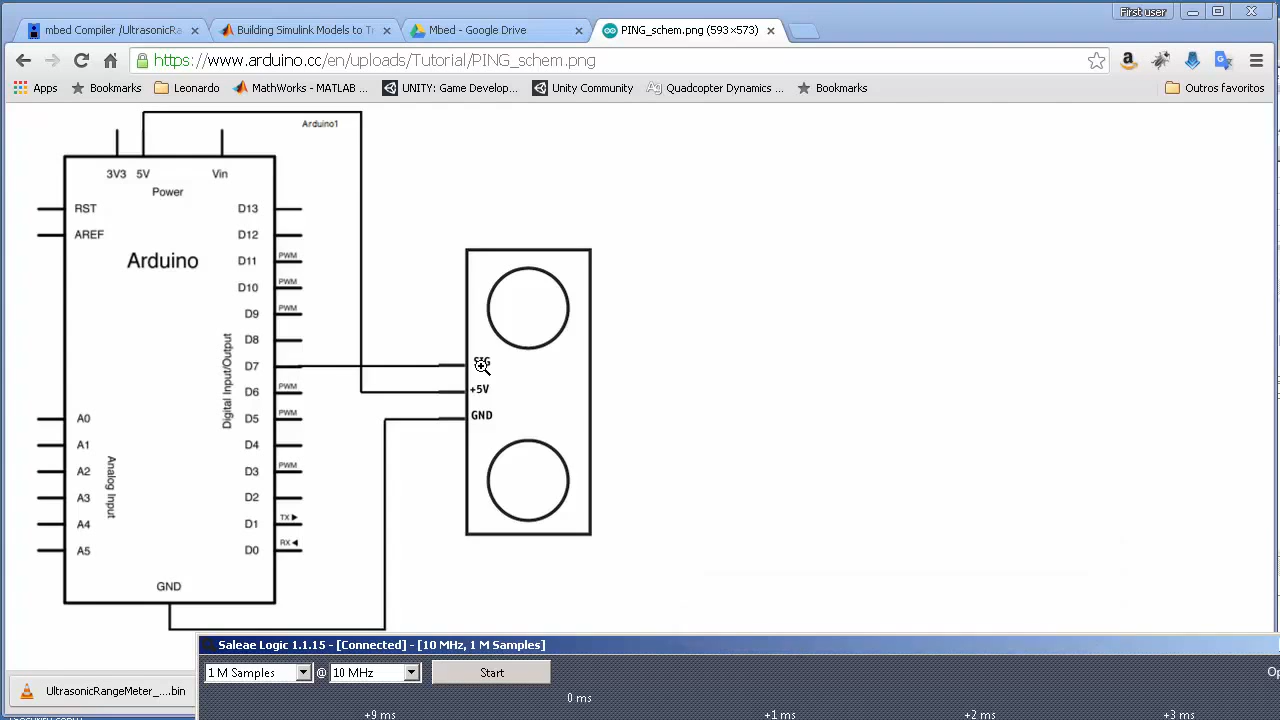 First user
mbed Compiler /UltrasonicRa
Building Simulink Models to Ti
Mbed - Google Drive
PING_schem.png (593×573)
https://www.arduino.cc/en/uploads/Tutorial/PING_schem.png
Apps
Bookmarks
Leonardo
MathWorks - MATLAB ...
UNITY: Game Develop...
Unity Community
Quadcopter Dynamics ...
Bookmarks
Outros favoritos
Arduino1
3V3
5V
Vin
Power
RST
D13
AREF
D12
Arduino
D11
PWM
D10
PWM
D9
PWM
D8
Digital Input/Output
D7
D6
PWM
A0
D5
PWM
A1
D4
A2
D3
PWM
Analog Input
A3
D2
A4
D1
TX
A5
D0
RX
GND
SIG
+5V
GND
Saleae Logic 1.1.15 - [Connected] - [10 MHz, 1 M Samples]
1 M Samples
@
10 MHz
Start
Op
UltrasonicRangeMeter_....bin
0 ms
+9 ms
+1 ms
+2 ms
+3 ms